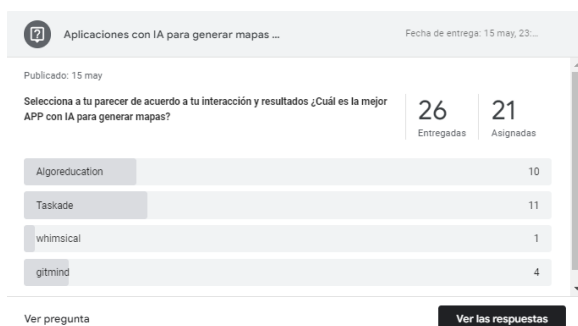 Aplicaciones con IA para generar mapas ...
Fecha de entrega: 15 may, 23:...
Publicado: 15 may
Selecciona a tu parecer de acuerdo a tu interacción y resultados ¿Cuál es la mejor
APP con IA para generar mapas?
26
Entregadas
21
Asignadas
Algoreducation 10
Taskade 11
whimsical 1
gitmind 4
Ver pregunta
Ver las respuestas